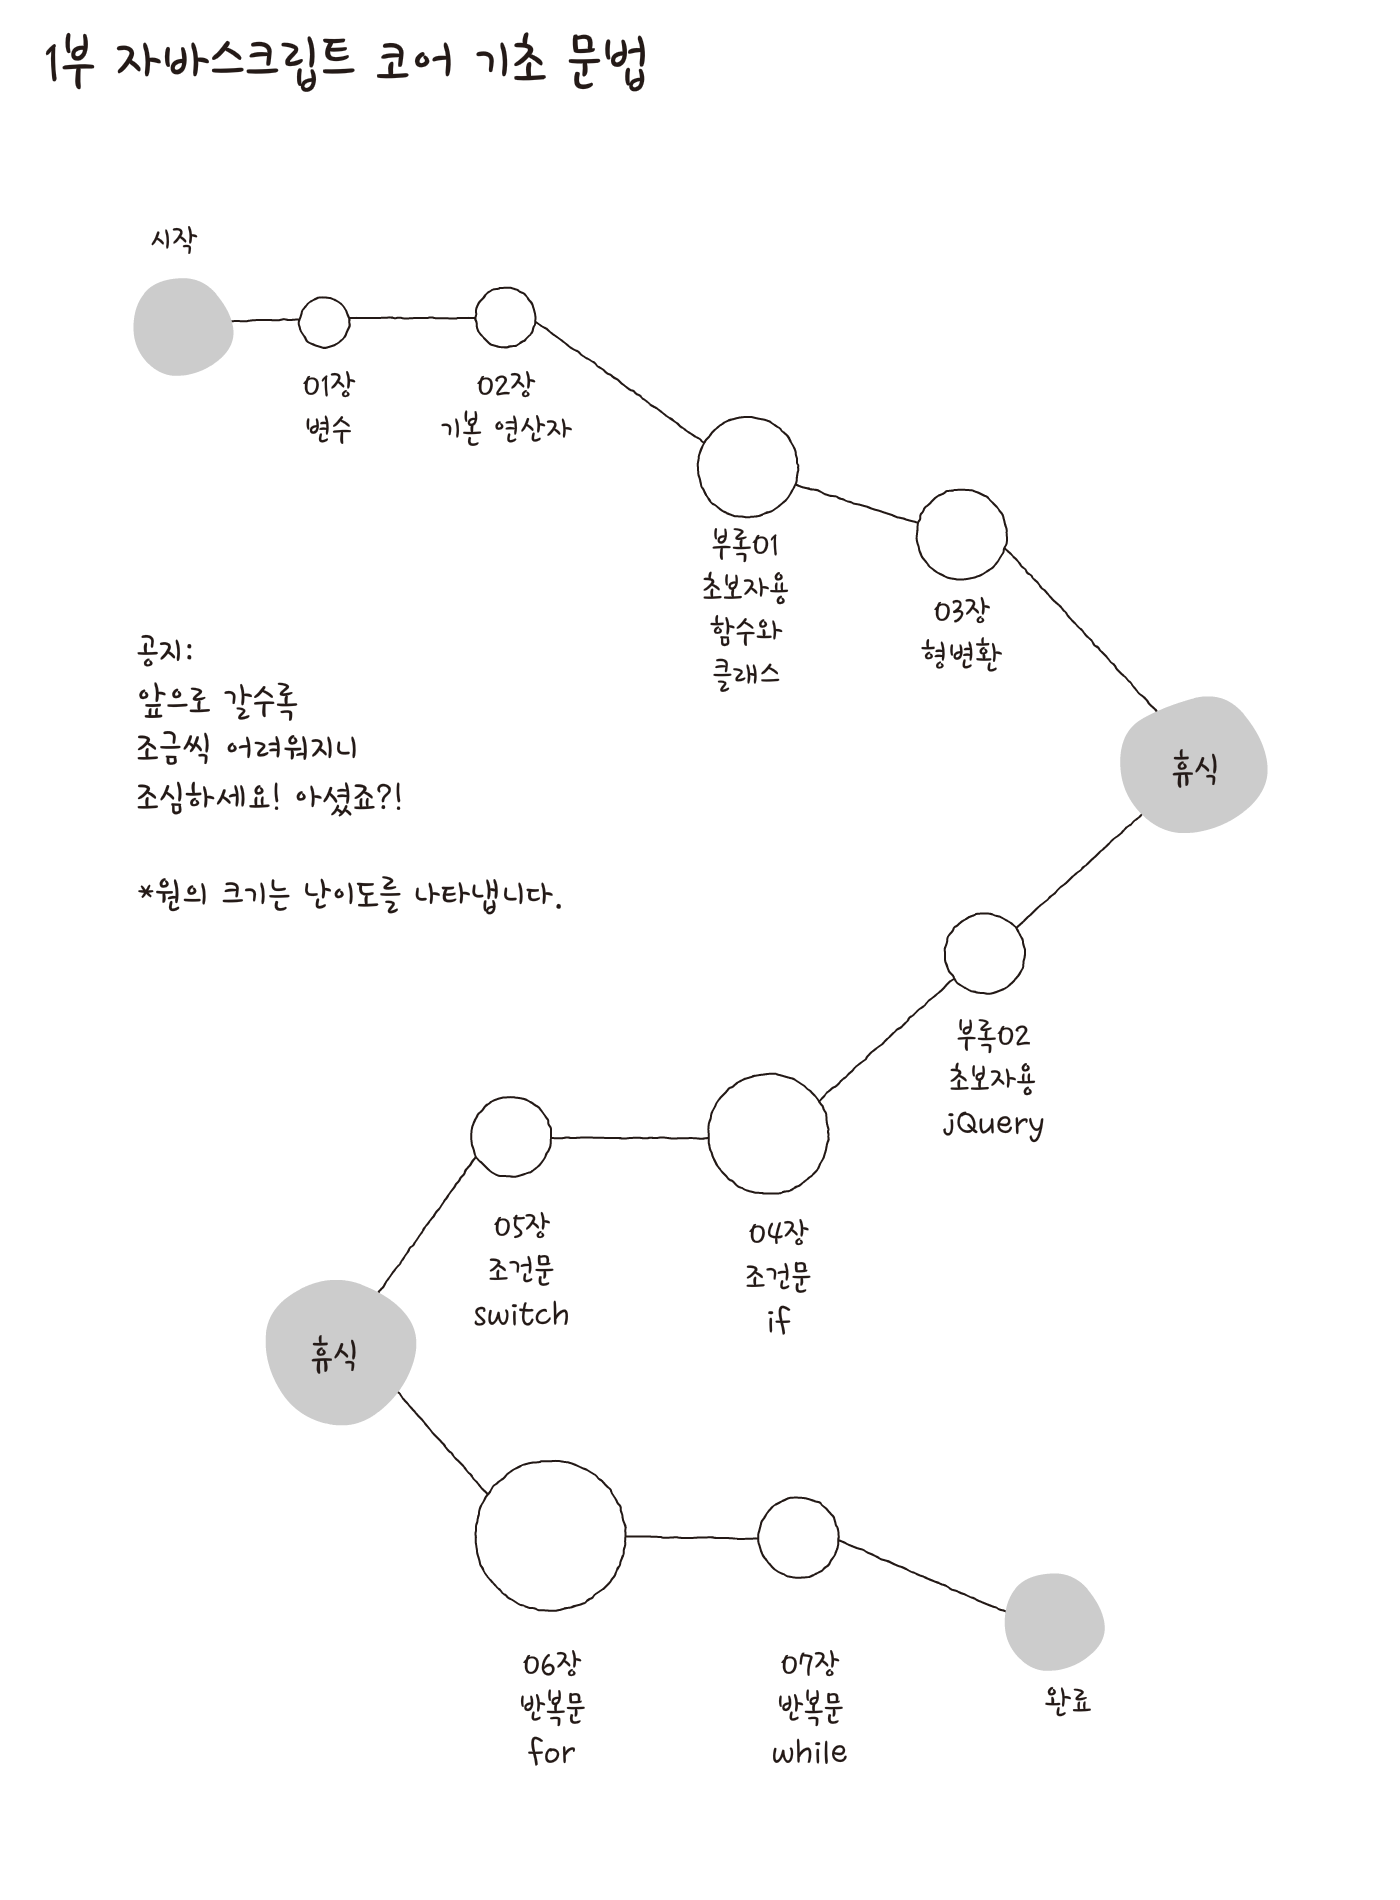 1부 자바스크립트 코어 기초 문법
시작
01장
변수
02장
기본 연산자
부록01
초보자용
함수와
클래스
03장
형변환
공지:
앞으로 갈수록
조금씩 어려워지니
조심하세요! 아셨죠?!
*원의 크기는 난이도를 나타냅니다.
휴식
부록02
초보자용
jQuery
04장
조건문
if
05장
조건문
switch
휴식
06장
반복문
for
07장
반복문
while
완료